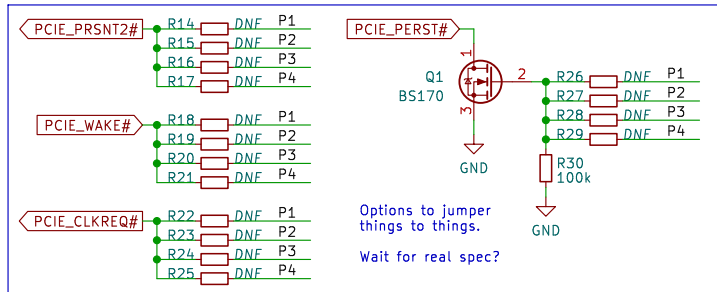 PCIE_PRSNT2#
R14 DNF P1
R15 DNF P2
R16 DNF P3
R17 DNF P4
PCIE_WAKE#
R18 DNF P1
R19 DNF P2
R20 DNF P3
R21 DNF P4
PCIE_CLKREQ#
R22 DNF P1
R23 DNF P2
R24 DNF P3
R25 DNF P4
PCIE_PERST#
1
Q1
BS170
2
3
GND
R26 DNF P1
R27 DNF P2
R28 DNF P3
R29 DNF P4
R30
100k
GND
Options to jumper
things to things.
Wait for real spec?